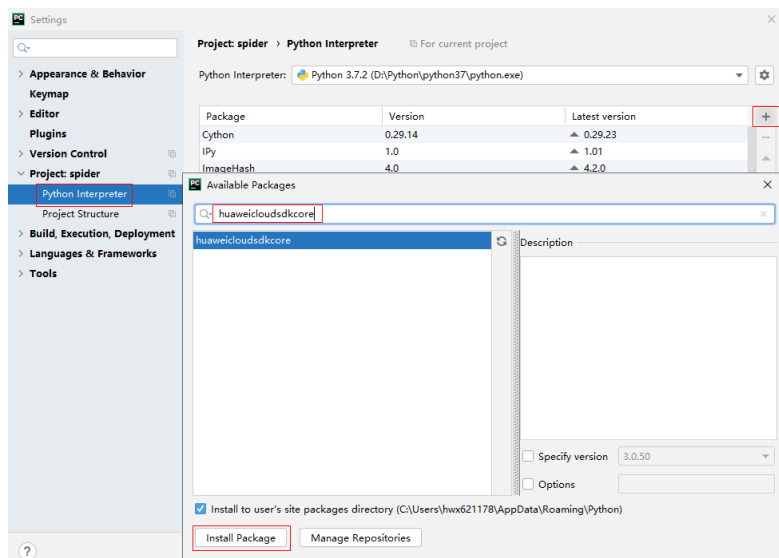 PC Settings
Project: spider > Python Interpreter For current project
Python Interpreter: Python 3.7.2 (D:\Python\python37\python.exe)
Appearance & Behavior
Keymap
Editor
Plugins
Version Control
Project: spider
Python Interpreter
Project Structure
Build, Execution, Deployment
Languages & Frameworks
Tools
?
Package Version Latest version
Cython 0.29.14 0.29.23
IPy 1.0 1.01
ImageHash 4.0 4.2.0
PC Available Packages
huaweicloudsdkcore
huaweicloudsdkcore
Description
Specify version 3.0.50
Options
Install to user's site packages directory (C:\Users\hwx621178\AppData\Roaming\Python)
Install Package Manage Repositories